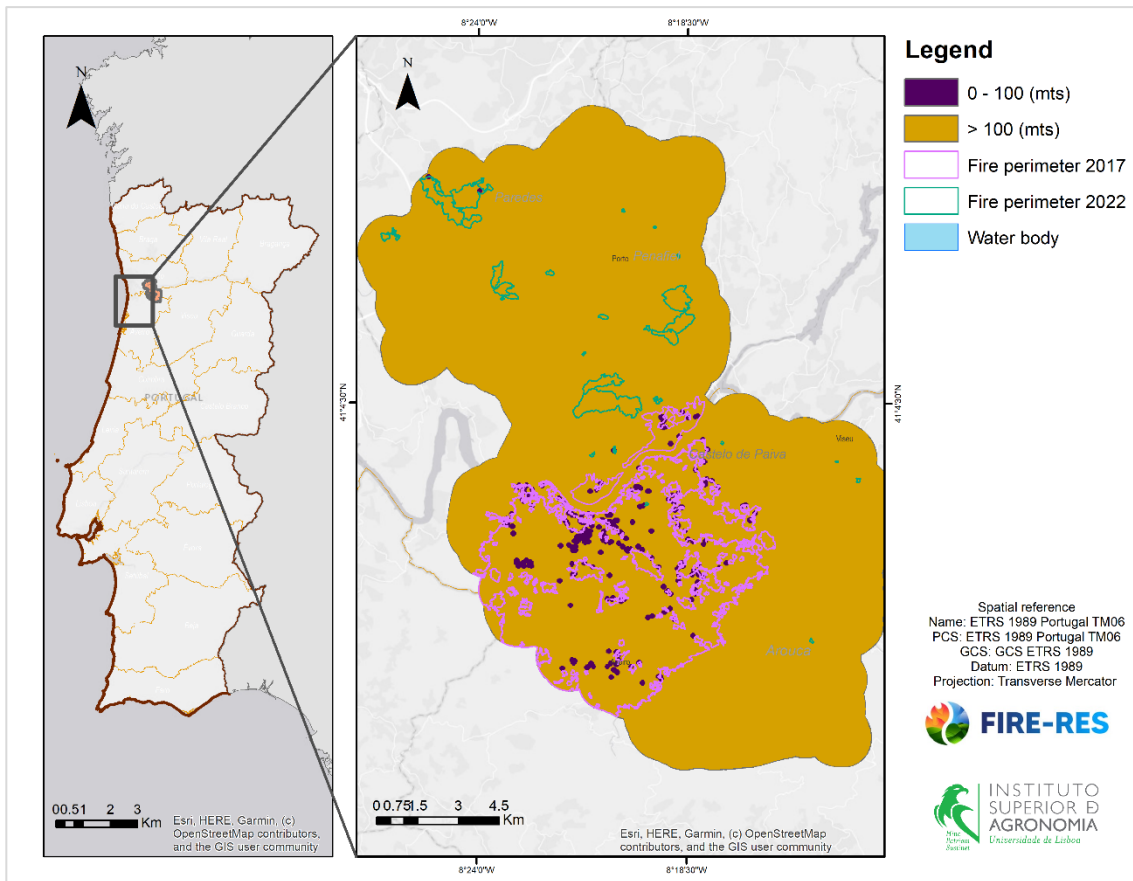 8°24'0"W
8°18'30"W
N
PORTUGAL
00.51 2 3
Km
Esri, HERE, Garmin, (c)
OpenStreetMap contributors,
and the GIS user community
N
Porto
41°4'30"N
41°4'30"N
Viseu
Castelo de Paiva
Arouca
0 0.751.5 3 4.5
Km
Esri, HERE, Garmin, (c) OpenStreetMap
contributors, and the GIS user community
8°24'0"W
8°18'30"W
Legend
0 - 100 (mts)
> 100 (mts)
Fire perimeter 2017
Fire perimeter 2022
Water body
Spatial reference
Name: ETRS 1989 Portugal TM06
PCS: ETRS 1989 Portugal TM06
GCS: GCS ETRS 1989
Datum: ETRS 1989
Projection: Transverse Mercator
FIRE-RES
INSTITUTO
SUPERIOR D
AGRONOMIA
Universidade de Lisboa